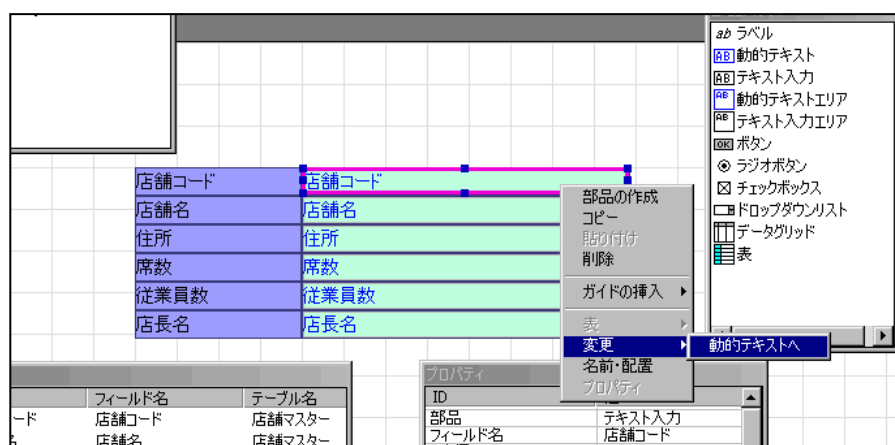 ab ラベル
AB 動的テキスト
AB テキスト入力
AB 動的テキストエリア
AB テキスト入力エリア
OK ボタン
ラジオボタン
チェックボックス
ドロップダウンリスト
データグリッド
表
店舗コード 店舗コード
店舗名 店舗名
住所 住所
席数 席数
従業員数 従業員数
店長名 店長名
部品の作成
コピー
貼り付け
削除
ガイドの挿入
表
変更
名前・配置
プロパティ
動的テキストへ
フィールド名 テーブル名
ード 店舗コード 店舗マスター
店舗名 店舗マスター
プロパティ
ID
部品 テキスト入力
フィールド名 店舗コード